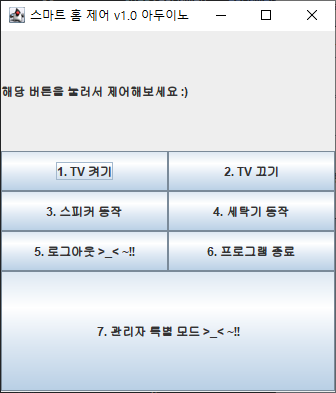 스마트 홈 제어 v1.0 아두이노
해당 버튼을 눌러서 제어해보세요 :)
1. TV 켜기
2. TV 끄기
3. 스피커 동작
4. 세탁기 동작
5. 로그아웃 >_< ~!!
6. 프로그램 종료
7. 관리자 특별 모드 >_< ~!!